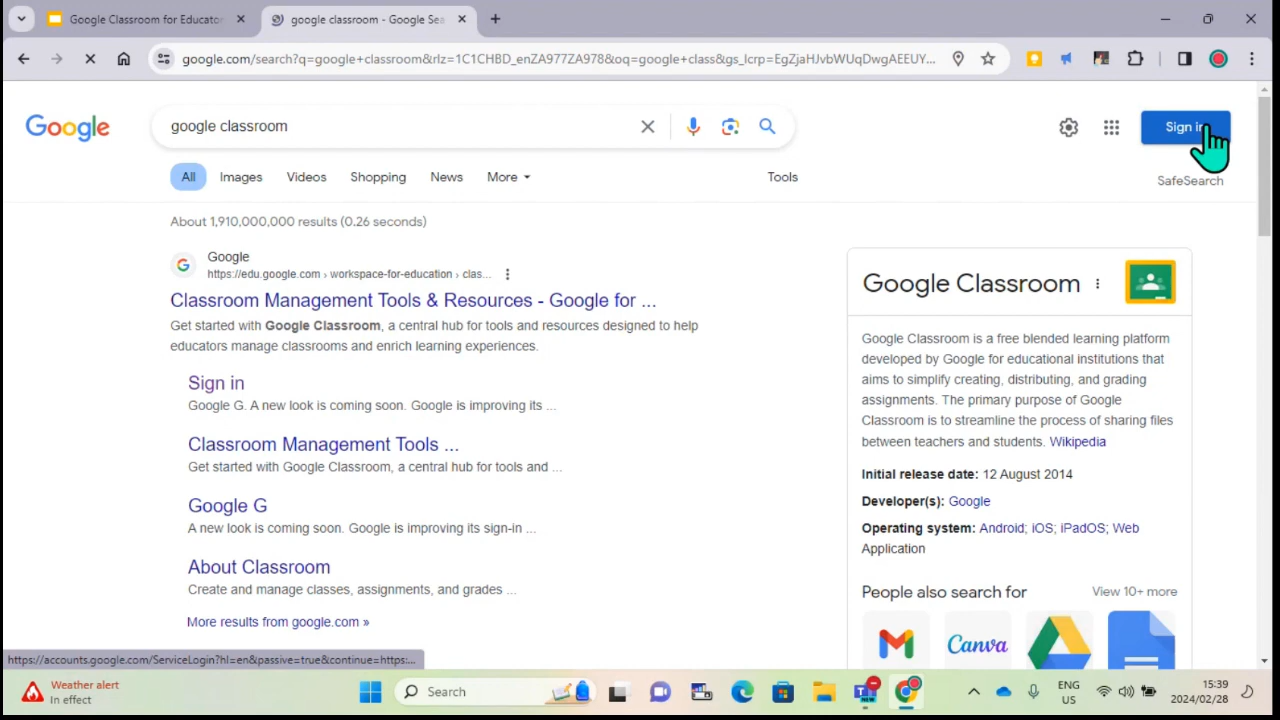 Google Classroom for Educator
google classroom - Google Sea
google.com/search?q=google+classroom&rlz=1C1CHBD_enZA977ZA978&oq=google+class&gs_lcrp=EgZjaHJvbWUqDwgAEEUY...
Google
google classroom
Sign in
All
Images
Videos
Shopping
News
More
Tools
SafeSearch
About 1,910,000,000 results (0.26 seconds)
Google
https://edu.google.com › workspace-for-education › clas...
Classroom Management Tools & Resources - Google for ...
Get started with Google Classroom, a central hub for tools and resources designed to help
educators manage classrooms and enrich learning experiences.
Sign in
Google G. A new look is coming soon. Google is improving its ...
Classroom Management Tools ...
Get started with Google Classroom, a central hub for tools and ...
Google G
A new look is coming soon. Google is improving its sign-in ...
About Classroom
Create and manage classes, assignments, and grades ...
More results from google.com »
Google Classroom
Google Classroom is a free blended learning platform
developed by Google for educational institutions that
aims to simplify creating, distributing, and grading
assignments. The primary purpose of Google
Classroom is to streamline the process of sharing files
between teachers and students. Wikipedia
Initial release date: 12 August 2014
Developer(s): Google
Operating system: Android; iOS; iPadOS; Web
Application
People also search for
View 10+ more
Canva
https://accounts.google.com/ServiceLogin?hl=en&passive=true&continue=https:...
Weather alert
In effect
Search
NEW
ENG
US
15:39
2024/02/28